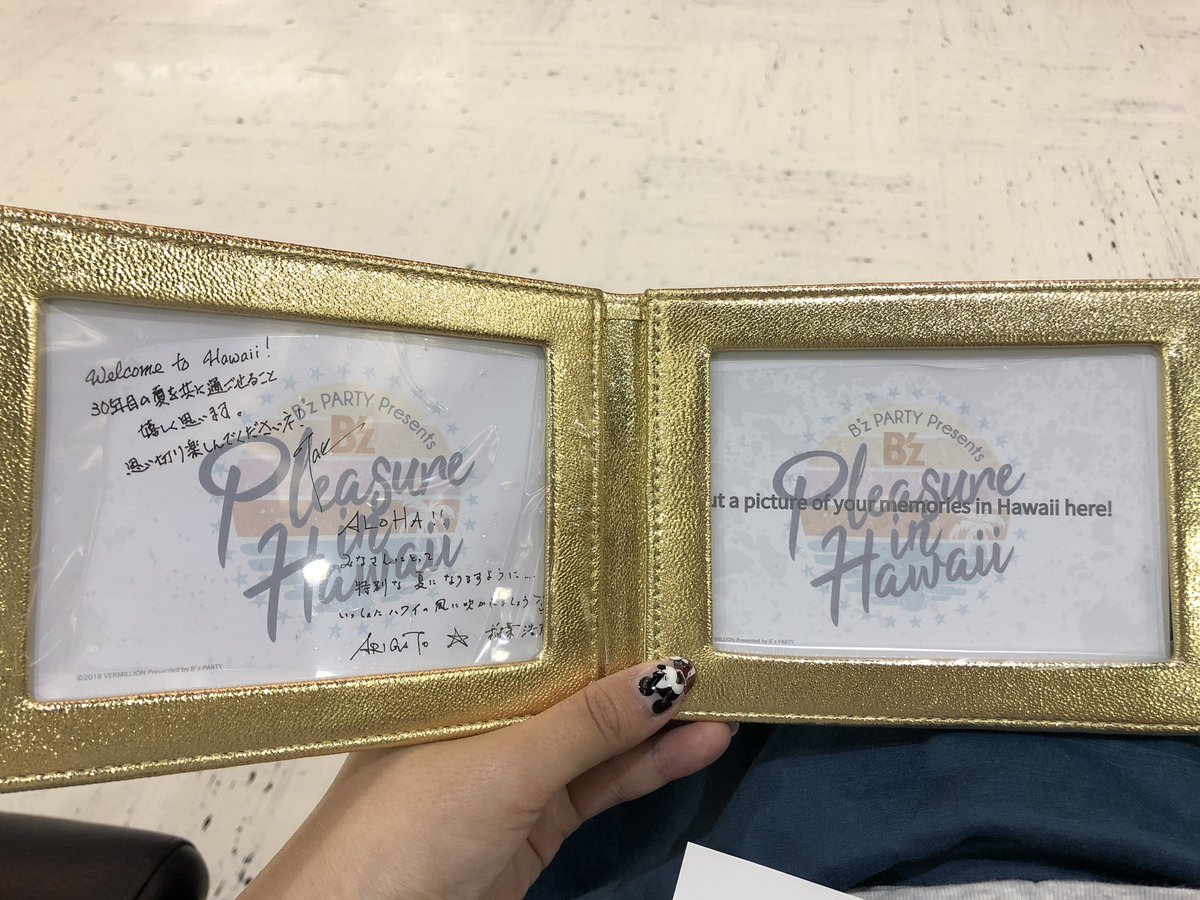 Welcome to Hawaii!
30年目の夏を共に過ごせること
嬉しく思います。
思い切り楽しんでください!
Tak
B'z PARTY Presents
B'z
Pleasure
in
Hawaii
ALOHA!!
みなさんにとって
特別な夏になりますように....
いっしょに ハワイの風に吹かれましょう
ARIGATO ☆ 稲葉浩
©2018 VERMILLION Presented by B'z PARTY
B'z PARTY Presents
B'z
Pleasure
in
Hawaii
ut a picture of your memories in Hawaii here!
MILLION Presented by B'z PARTY